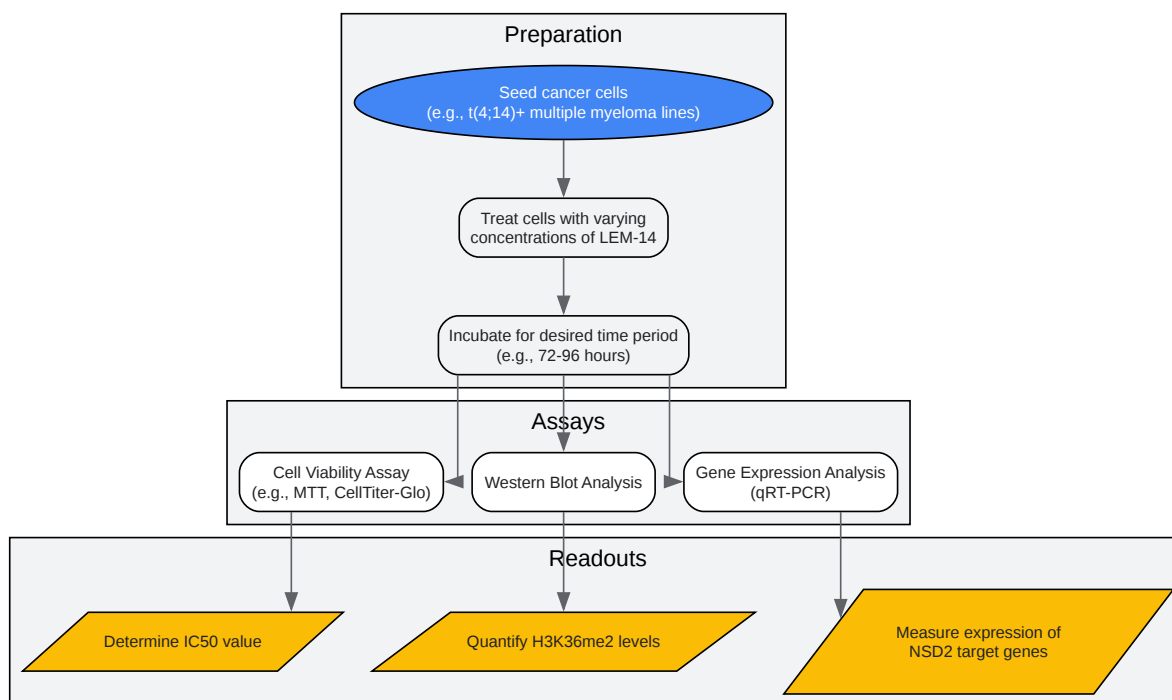 Preparation
Seed cancer cells
(e.g., t(4;14)+ multiple myeloma lines)
Treat cells with varying
concentrations of LEM-14
Incubate for desired time period
(e.g., 72-96 hours)
Assays
Cell Viability Assay
(e.g., MTT, CellTiter-Glo)
Western Blot Analysis
Gene Expression Analysis
(qRT-PCR)
Readouts
Determine IC50 value
Quantify H3K36me2 levels
Measure expression of
NSD2 target genes